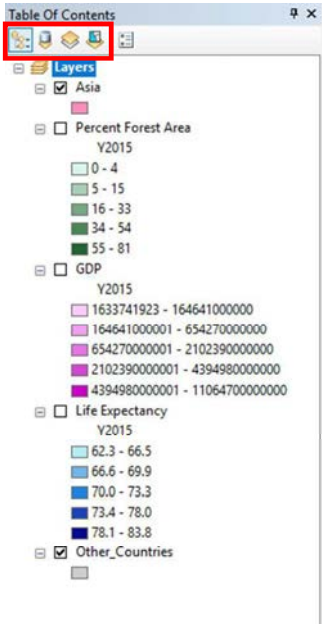 Table Of Contents
Layers
Asia
Percent Forest Area
Y2015
0 - 4
5 - 15
16 - 33
34 - 54
55 - 81
GDP
Y2015
1633741923 - 164641000000
164641000001 - 654270000000
654270000001 - 2102390000000
2102390000001 - 4394980000000
4394980000001 - 11064700000000
Life Expectancy
Y2015
62.3 - 66.5
66.6 - 69.9
70.0 - 73.3
73.4 - 78.0
78.1 - 83.8
Other_Countries